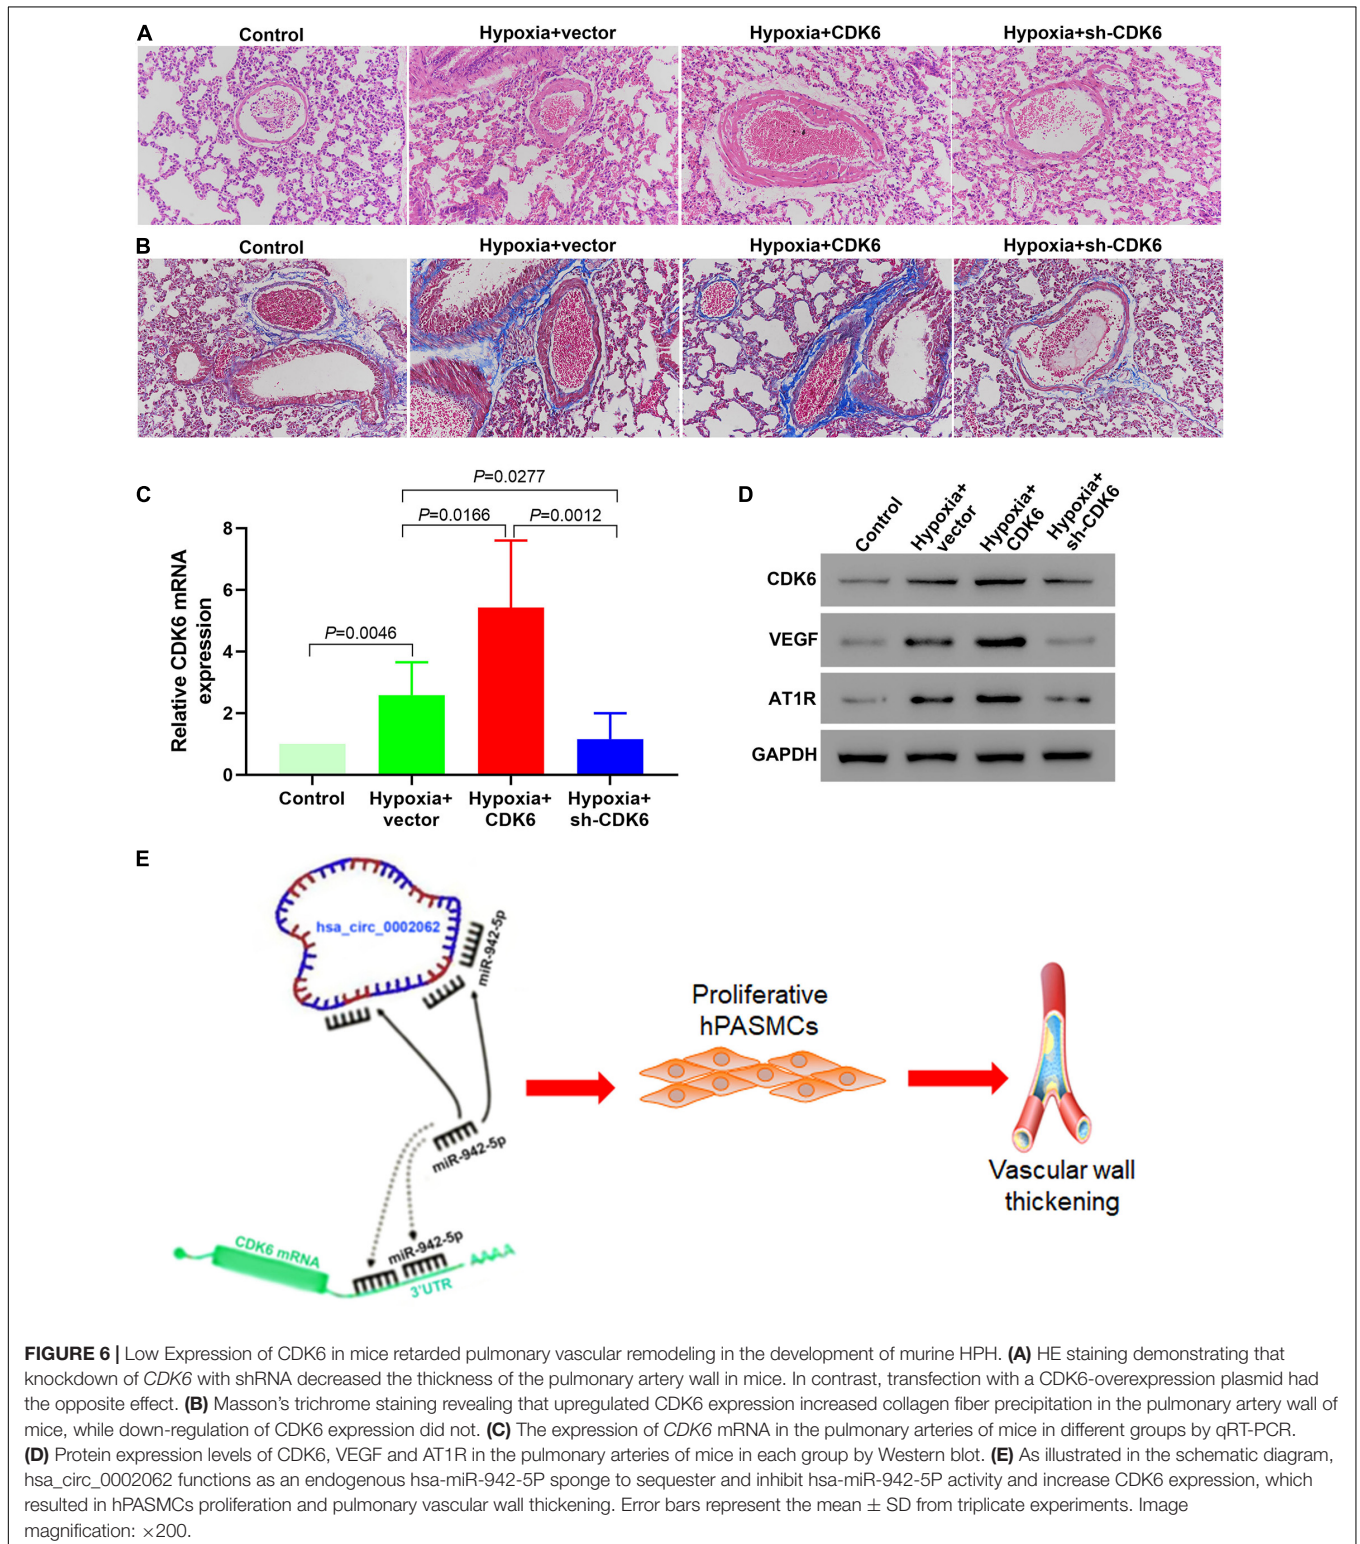 A
Control
Hypoxia+vector
Hypoxia+CDK6
Hypoxia+sh-CDK6
B
Control
Hypoxia+vector
Hypoxia+CDK6
Hypoxia+sh-CDK6
C
P=0.0277
P=0.0166
P=0.0012
P=0.0046
Relative CDK6 mRNA
expression
8
6
4
2
0
Control
Hypoxia+
vector
Hypoxia+
CDK6
Hypoxia+
sh-CDK6
D
Control
Hypoxia+
vector
Hypoxia+
CDK6
Hypoxia+
sh-CDK6
CDK6
VEGF
AT1R
GAPDH
E
hsa_circ_0002062
miR-942-5p
miR-942-5p
CDK6 mRNA
miR-942-5p
3'UTR
AAAA
Proliferative
hPASMCs
Vascular wall
thickening
FIGURE 6 | Low Expression of CDK6 in mice retarded pulmonary vascular remodeling in the development of murine HPH. (A) HE staining demonstrating that
knockdown of CDK6 with shRNA decreased the thickness of the pulmonary artery wall in mice. In contrast, transfection with a CDK6-overexpression plasmid had
the opposite effect. (B) Masson's trichrome staining revealing that upregulated CDK6 expression increased collagen fiber precipitation in the pulmonary artery wall of
mice, while down-regulation of CDK6 expression did not. (C) The expression of CDK6 mRNA in the pulmonary arteries of mice in different groups by qRT-PCR.
(D) Protein expression levels of CDK6, VEGF and AT1R in the pulmonary arteries of mice in each group by Western blot. (E) As illustrated in the schematic diagram,
hsa_circ_0002062 functions as an endogenous hsa-miR-942-5P sponge to sequester and inhibit hsa-miR-942-5P activity and increase CDK6 expression, which
resulted in hPASMCs proliferation and pulmonary vascular wall thickening. Error bars represent the mean ± SD from triplicate experiments. Image
magnification: ×200.